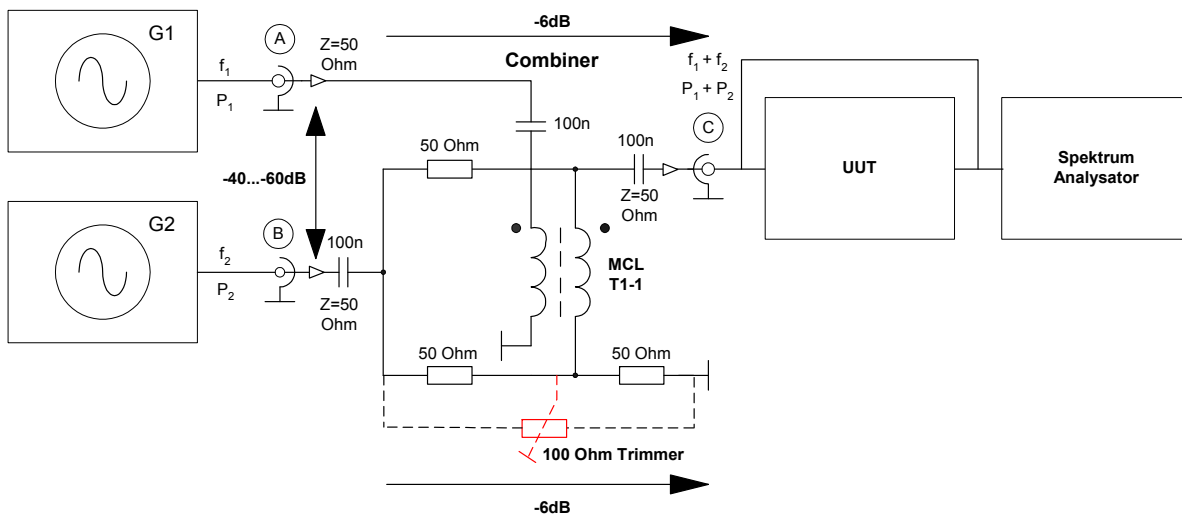 -6dB
G1
A
Z=50
Ohm
Combiner
f1
P1
f1 + f2
P1 + P2
100n
50 Ohm
100n
C
Z=50
Ohm
UUT
Spektrum
Analysator
-40...-60dB
G2
B
100n
f2
P2
Z=50
Ohm
MCL
T1-1
50 Ohm
50 Ohm
100 Ohm Trimmer
-6dB